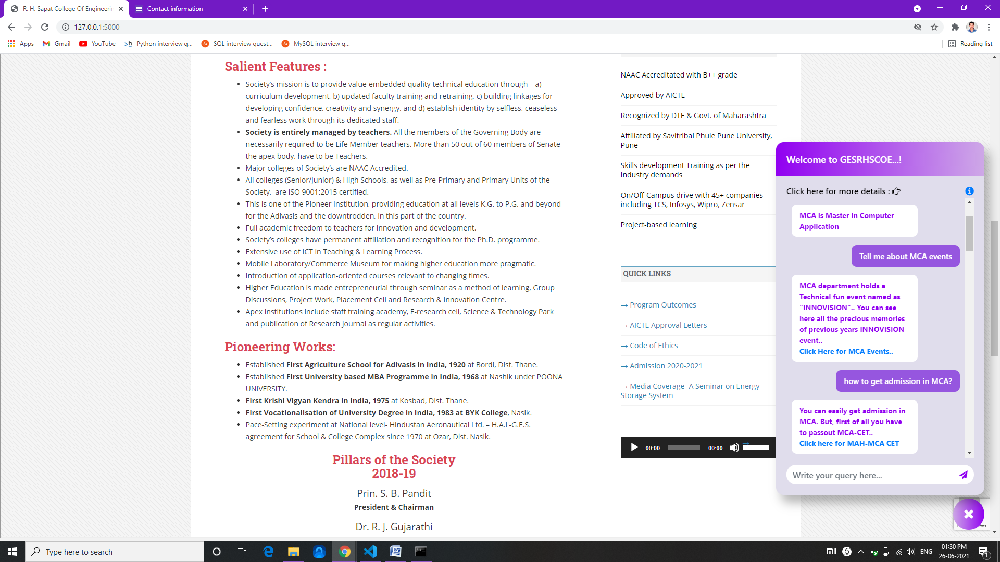 R. H. Sapat College Of Engineerin
Contact information
127.0.0.1:5000
Apps
Gmail
YouTube
Python interview q...
SQL interview quest...
MySQL interview q...
Reading list
Salient Features :
Society’s mission is to provide value-embedded quality technical education through – a)
curriculum development, b) updated faculty training and retraining, c) building linkages for
developing confidence, creativity and synergy, and d) establish identity by selfless, ceaseless
and fearless work through its dedicated staff.
Society is entirely managed by teachers. All the members of the Governing Body are
necessarily required to be Life Member teachers. More than 50 out of 60 members of Senate
the apex body, have to be Teachers.
Major colleges of Society’s are NAAC Accredited.
All colleges (Senior/Junior) & High Schools, as well as Pre-Primary and Primary Units of the
Society,  are ISO 9001:2015 certified.
This is one of the Pioneer Institution, providing education at all levels K.G. to P.G. and beyond
for the Adivasis and the downtrodden, in this part of the country.
Full academic freedom to teachers for innovation and development.
Society’s colleges have permanent affiliation and recognition for the Ph.D. programme.
Extensive use of ICT in Teaching & Learning Process.
Mobile Laboratory/Commerce Museum for making higher education more pragmatic.
Introduction of application-oriented courses relevant to changing times.
Higher Education is made entrepreneurial through seminar as a method of learning, Group
Discussions, Project Work, Placement Cell and Research & Innovation Centre.
Apex institutions include staff training academy, E-research cell, Science & Technology Park
and publication of Research Journal as regular activities.
Pioneering Works:
Established First Agriculture School for Adivasis in India, 1920 at Bordi, Dist. Thane.
Established First University based MBA Programme in India, 1968 at Nashik under POONA
UNIVERSITY.
First Krishi Vigyan Kendra in India, 1975 at Kosbad, Dist. Thane.
First Vocationalisation of University Degree in India, 1983 at BYK College, Nasik.
Pace-Setting experiment at National level- Hindustan Aeronautical Ltd. – H.A.L-G.E.S.
agreement for School & College Complex since 1970 at Ozar, Dist. Nasik.
Pillars of the Society
2018-19
Prin. S. B. Pandit
President & Chairman
Dr. R. J. Gujarathi
NAAC Accreditated with B++ grade
Approved by AICTE
Recognized by DTE & Govt. of Maharashtra
Affiliated by Savitribai Phule Pune University,
Pune
Skills development Training as per the
Industry demands
On/Off-Campus drive with 45+ companies
including TCS, Infosys, Wipro, Zensar
Project-based learning
QUICK LINKS
→ Program Outcomes
→ AICTE Approval Letters
→ Code of Ethics
→ Admission 2020-2021
→ Media Coverage- A Seminar on Energy
Storage System
00:00
00:00
Welcome to GESRHSCOE...!
Click here for more details :
MCA is Master in Computer
Application
Tell me about MCA events
MCA department holds a
Technical fun event named as
"INNOVISION".. You can see
here all the precious memories
of previous years INNOVISION
event..
Click Here for MCA Events..
how to get admission in MCA?
You can easily get admission in
MCA. But, first of all you have
to passout MCA-CET..
Click here for MAH-MCA CET
Write your query here...
Type here to search
ENG
01:30 PM
26-06-2021
1